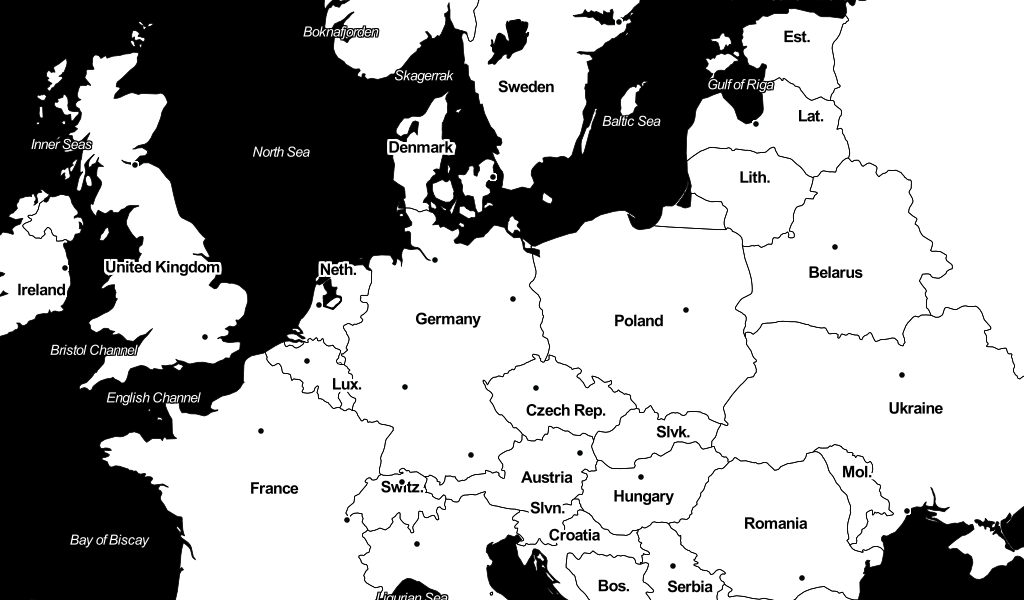 Boknafjorden
Est.
Skagerrak
Sweden
Gulf of Riga
Lat.
Baltic Sea
Inner Seas
Denmark
North Sea
Lith.
United Kingdom
Neth.
Belarus
Ireland
Germany
Poland
Bristol Channel
Lux.
English Channel
Czech Rep.
Ukraine
Slvk.
Mol.
Austria
France
Switz.
Hungary
Slvn.
Romania
Croatia
Bay of Biscay
Bos.
Serbia
Ligurian Sea